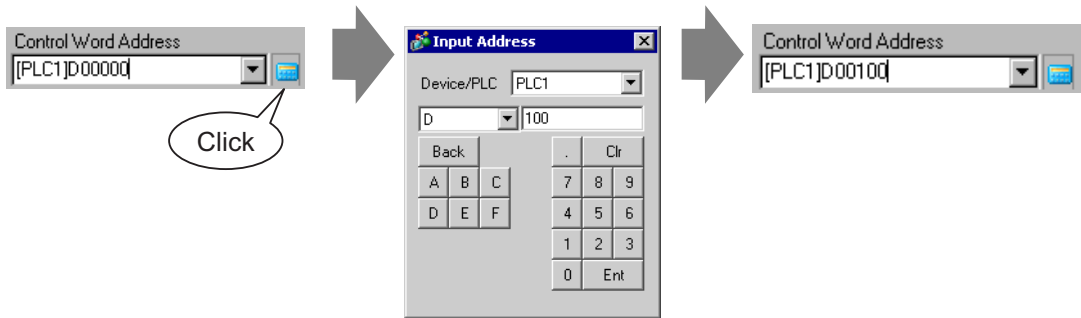 Control Word Address
[PLC1]D00000
Click
Input Address
Device/PLC PLC1
D 100
Back . Clr
A B C 7 8 9
D E F 4 5 6
1 2 3
0 Ent
Control Word Address
[PLC1]D00100